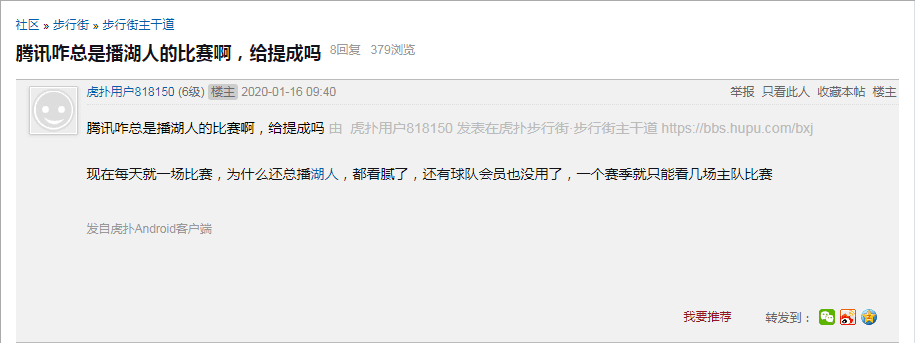 社区 » 步行街 » 步行街主干道
腾讯咋总是播湖人的比赛啊，给提成吗 8回复 379浏览
虎扑用户818150 (6级) 楼主 2020-01-16 09:40 举报 只看此人 收藏本帖 楼主
腾讯咋总是播湖人的比赛啊，给提成吗 由 虎扑用户818150 发表在虎扑步行街·步行街主干道 https://bbs.hupu.com/bxj
现在每天就一场比赛，为什么还总播湖人，都看腻了，还有球队会员也没用了，一个赛季就只能看几场主队比赛
发自虎扑Android客户端
我要推荐 转发到：